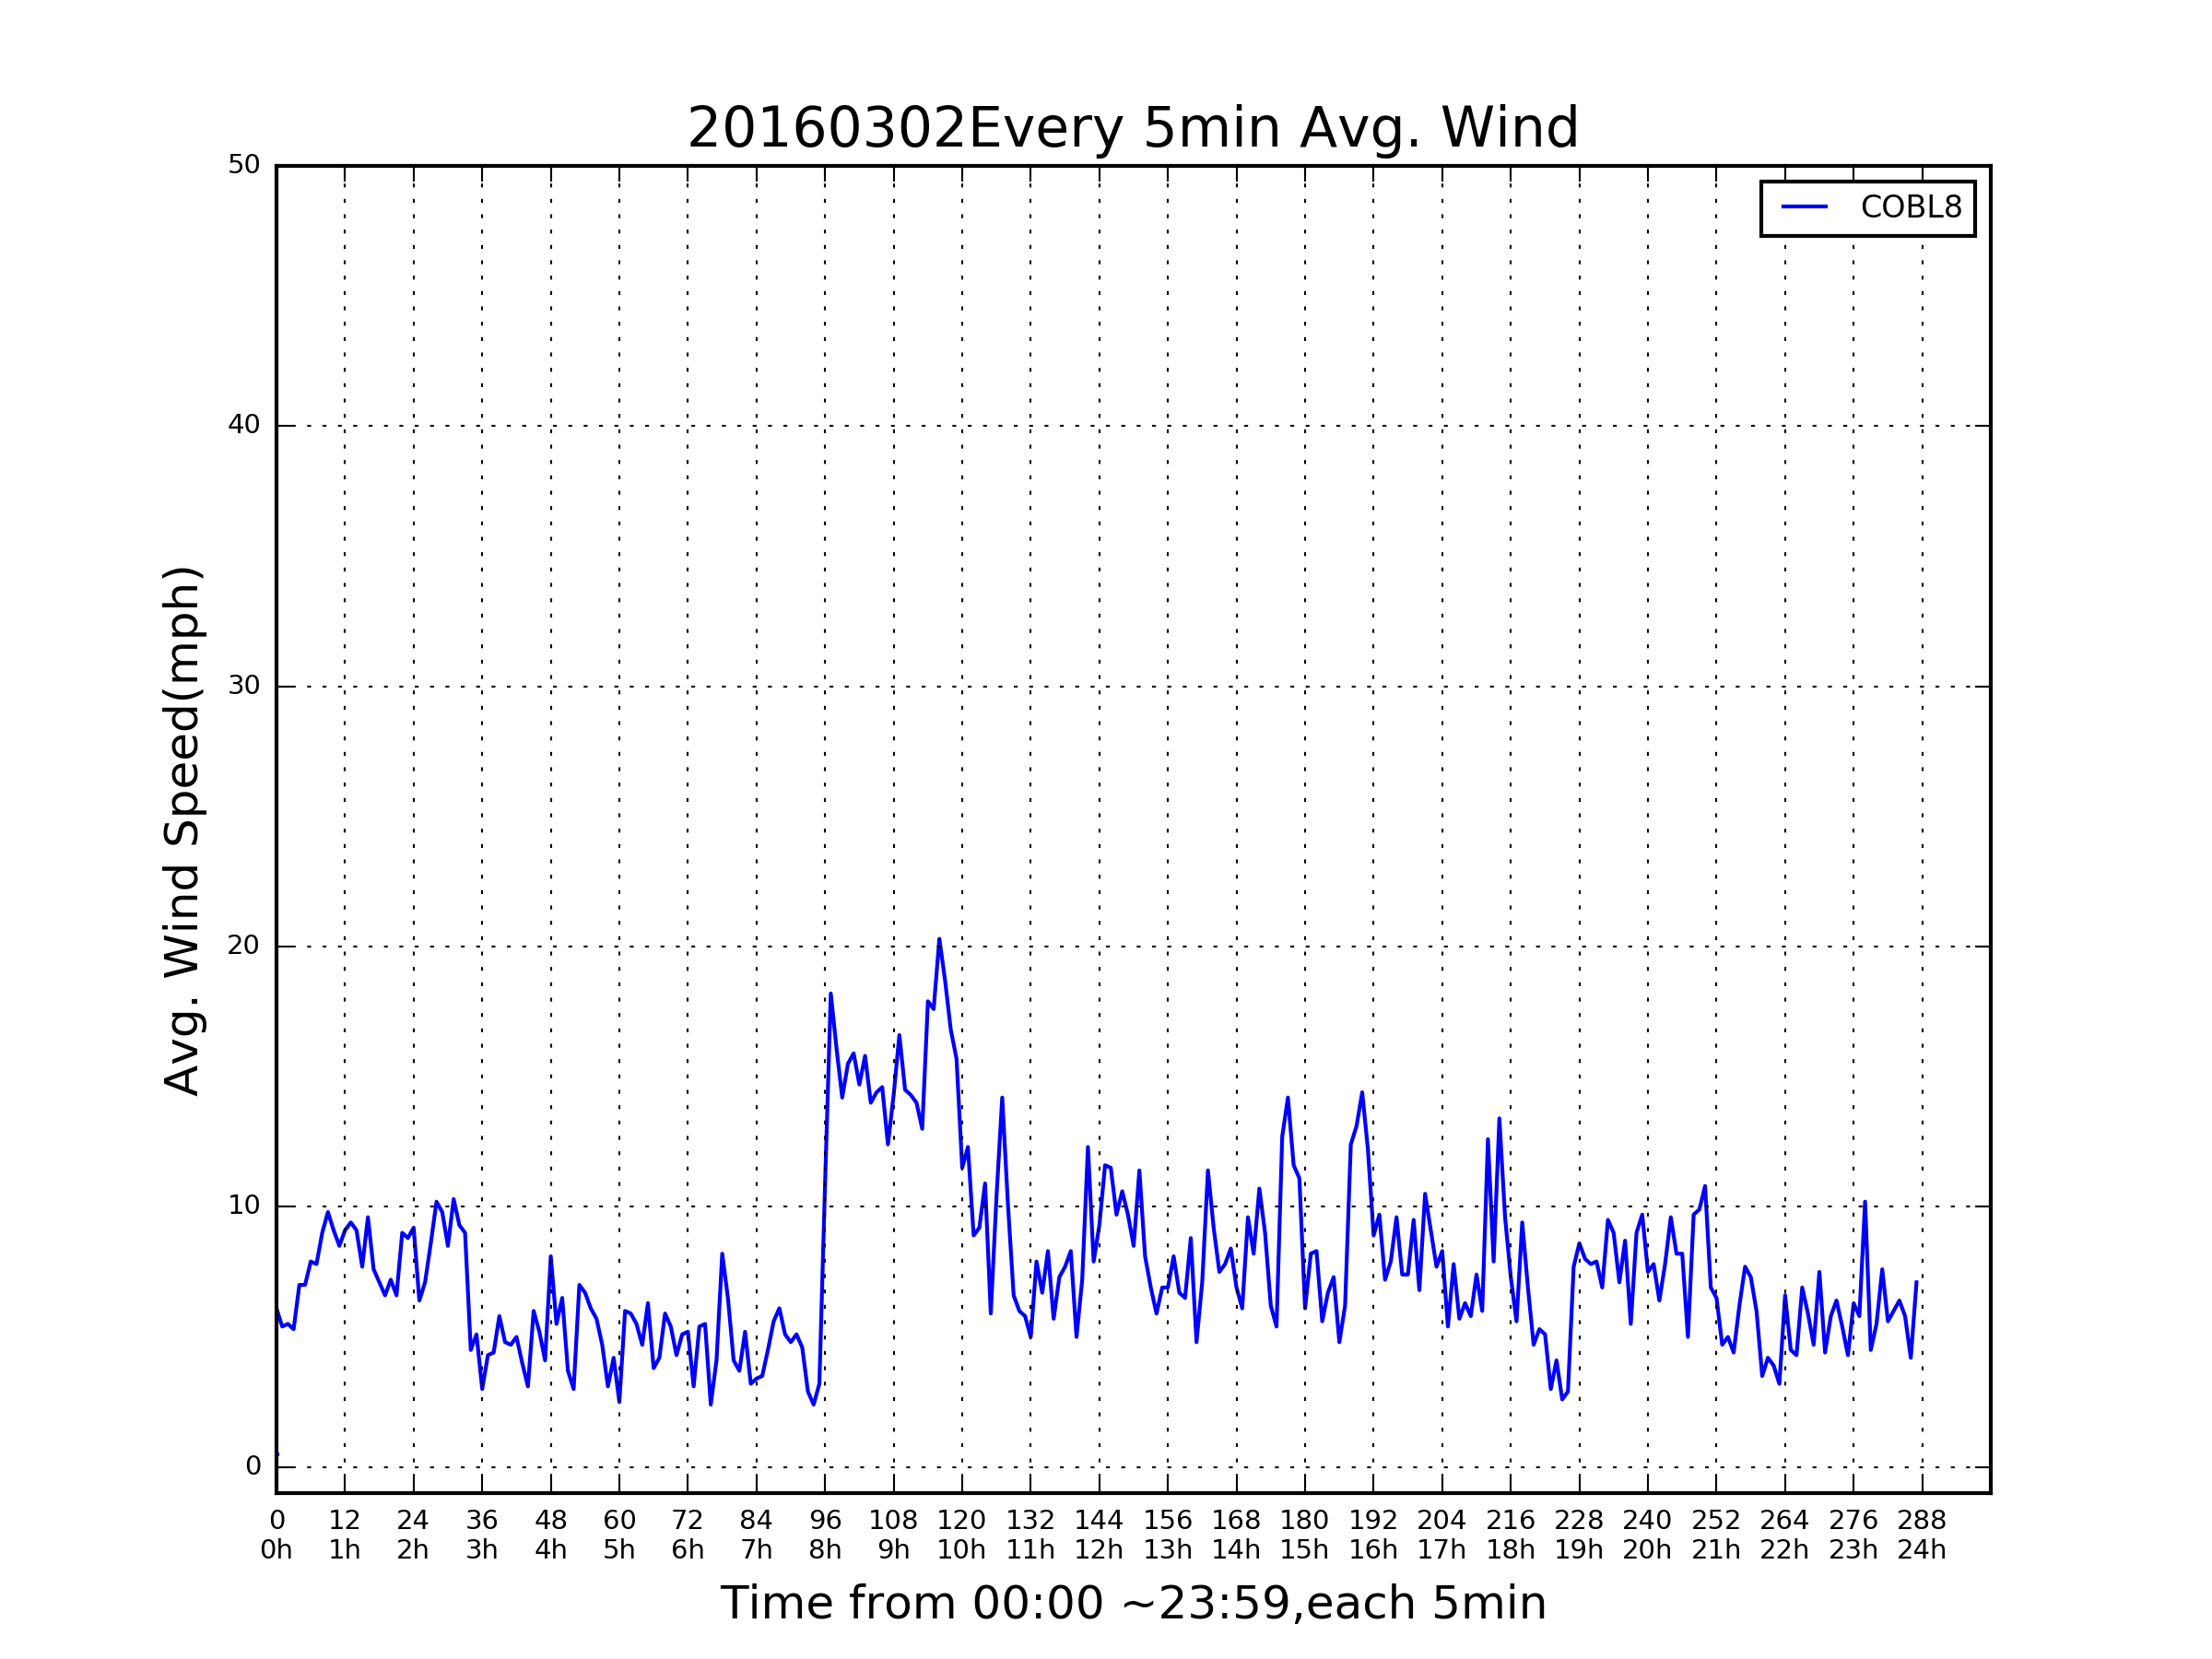 20160302Every 5min Avg. Wind
COBL8
Avg. Wind Speed(mph)
50
40
30
20
10
0
0 12 24 36 48 60 72 84 96 108 120 132 144 156 168 180 192 204 216 228 240 252 264 276 288
0h 1h 2h 3h 4h 5h 6h 7h 8h 9h 10h 11h 12h 13h 14h 15h 16h 17h 18h 19h 20h 21h 22h 23h 24h
Time from 00:00 ~23:59,each 5min